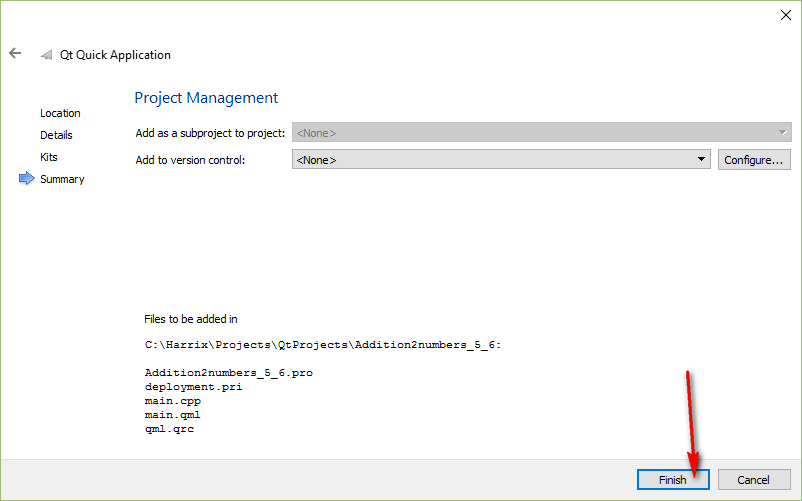 Qt Quick Application
Location
Details
Kits
Summary
Project Management
Add as a subproject to project: <None>
Add to version control: <None> Configure...
Files to be added in
C:\Harrix\Projects\QtProjects\Addition2numbers_5_6:
Addition2numbers_5_6.pro
deployment.pri
main.cpp
main.qml
qml.qrc
Finish Cancel